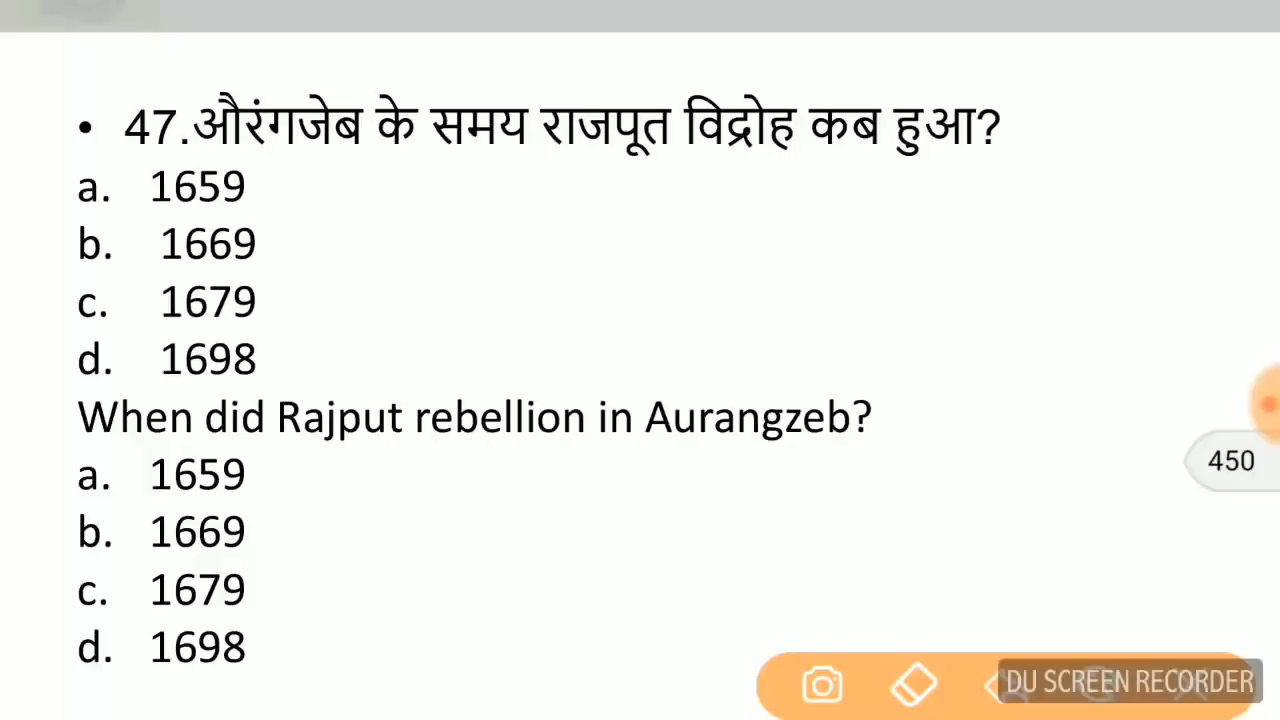 • 47.औरंगजेब के समय राजपूत विद्रोह कब हुआ?
a. 1659
b. 1669
c. 1679
d. 1698
When did Rajput rebellion in Aurangzeb?
a. 1659
b. 1669
c. 1679
d. 1698
450
DU SCREEN RECORDER